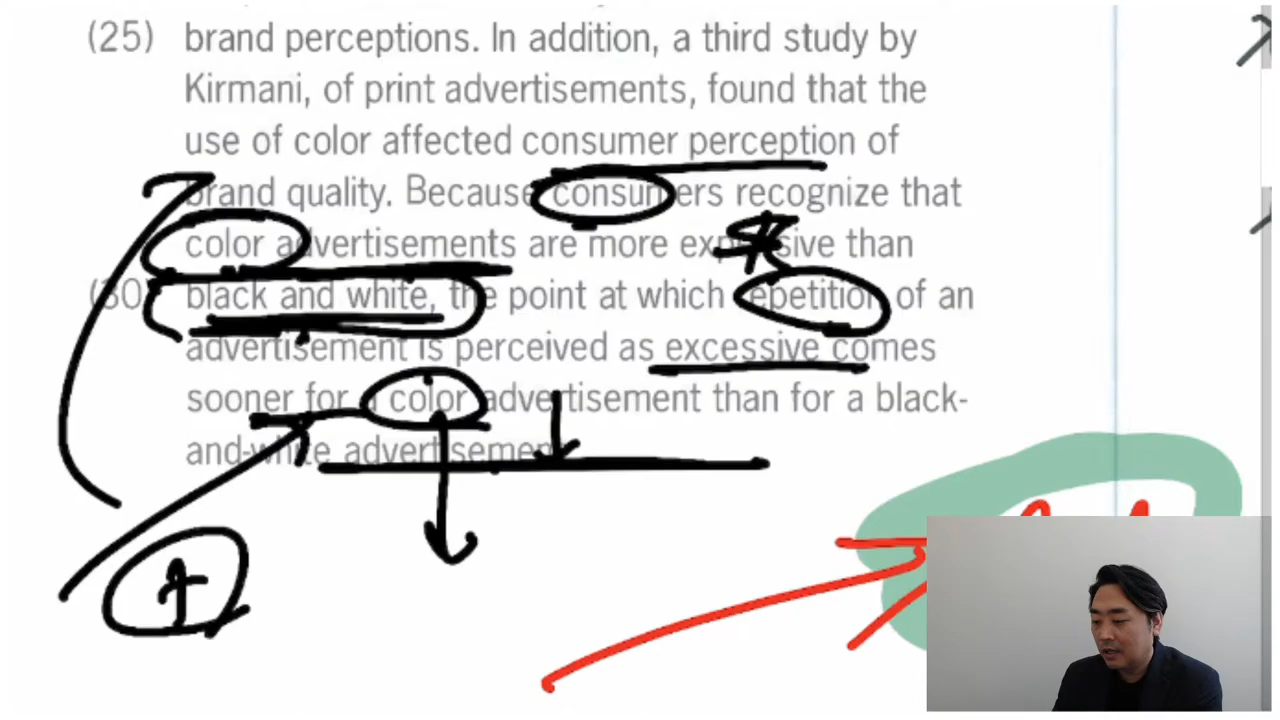 (25) brand perceptions. In addition, a third study by
Kirmani, of print advertisements, found that the
use of color affected consumer perception of
brand quality. Because consumers recognize that
color advertisements are more expensive than
(30) black and white, the point at which repetition of an
advertisement is perceived as excessive comes
sooner for a color advertisement than for a black-
and-white advertisement.